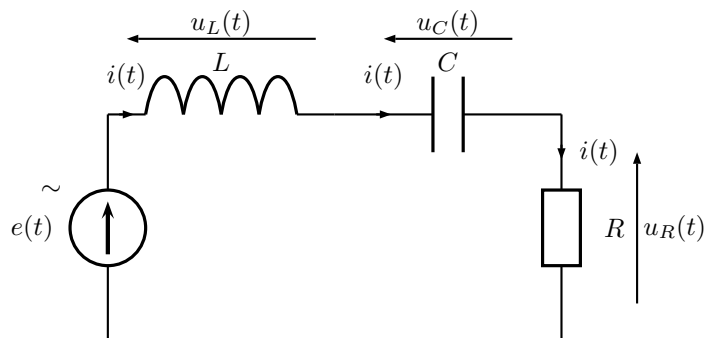 u_L(t) u_C(t)
i(t) L i(t) C
i(t)
∼
e(t) R u_R(t)